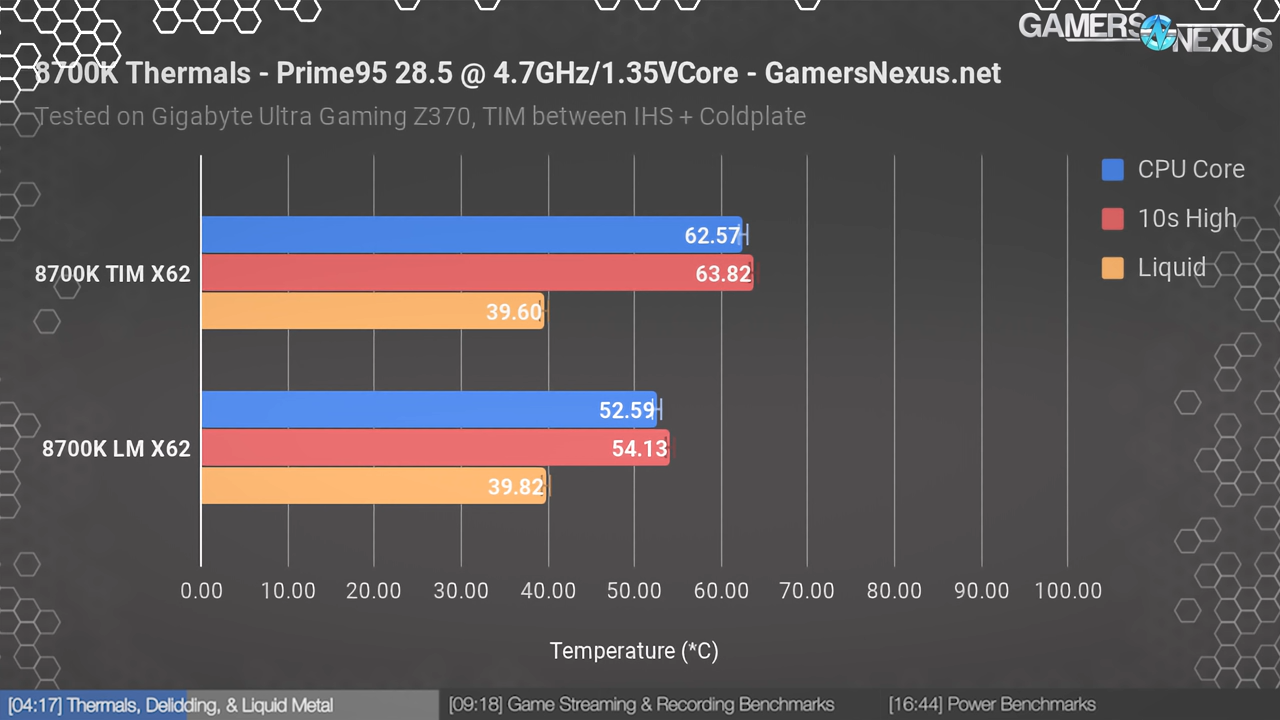 GAMERS NEXUS
8700K Thermals - Prime95 28.5 @ 4.7GHz/1.35VCore - GamersNexus.net
Tested on Gigabyte Ultra Gaming Z370, TIM between IHS + Coldplate
CPU Core
10s High
Liquid
8700K TIM X62
62.57
63.82
39.60
8700K LM X62
52.59
54.13
39.82
0.00 10.00 20.00 30.00 40.00 50.00 60.00 70.00 80.00 90.00 100.00
Temperature (*C)
[04:17] Thermals, Delidding, & Liquid Metal [09:18] Game Streaming & Recording Benchmarks [16:44] Power Benchmarks